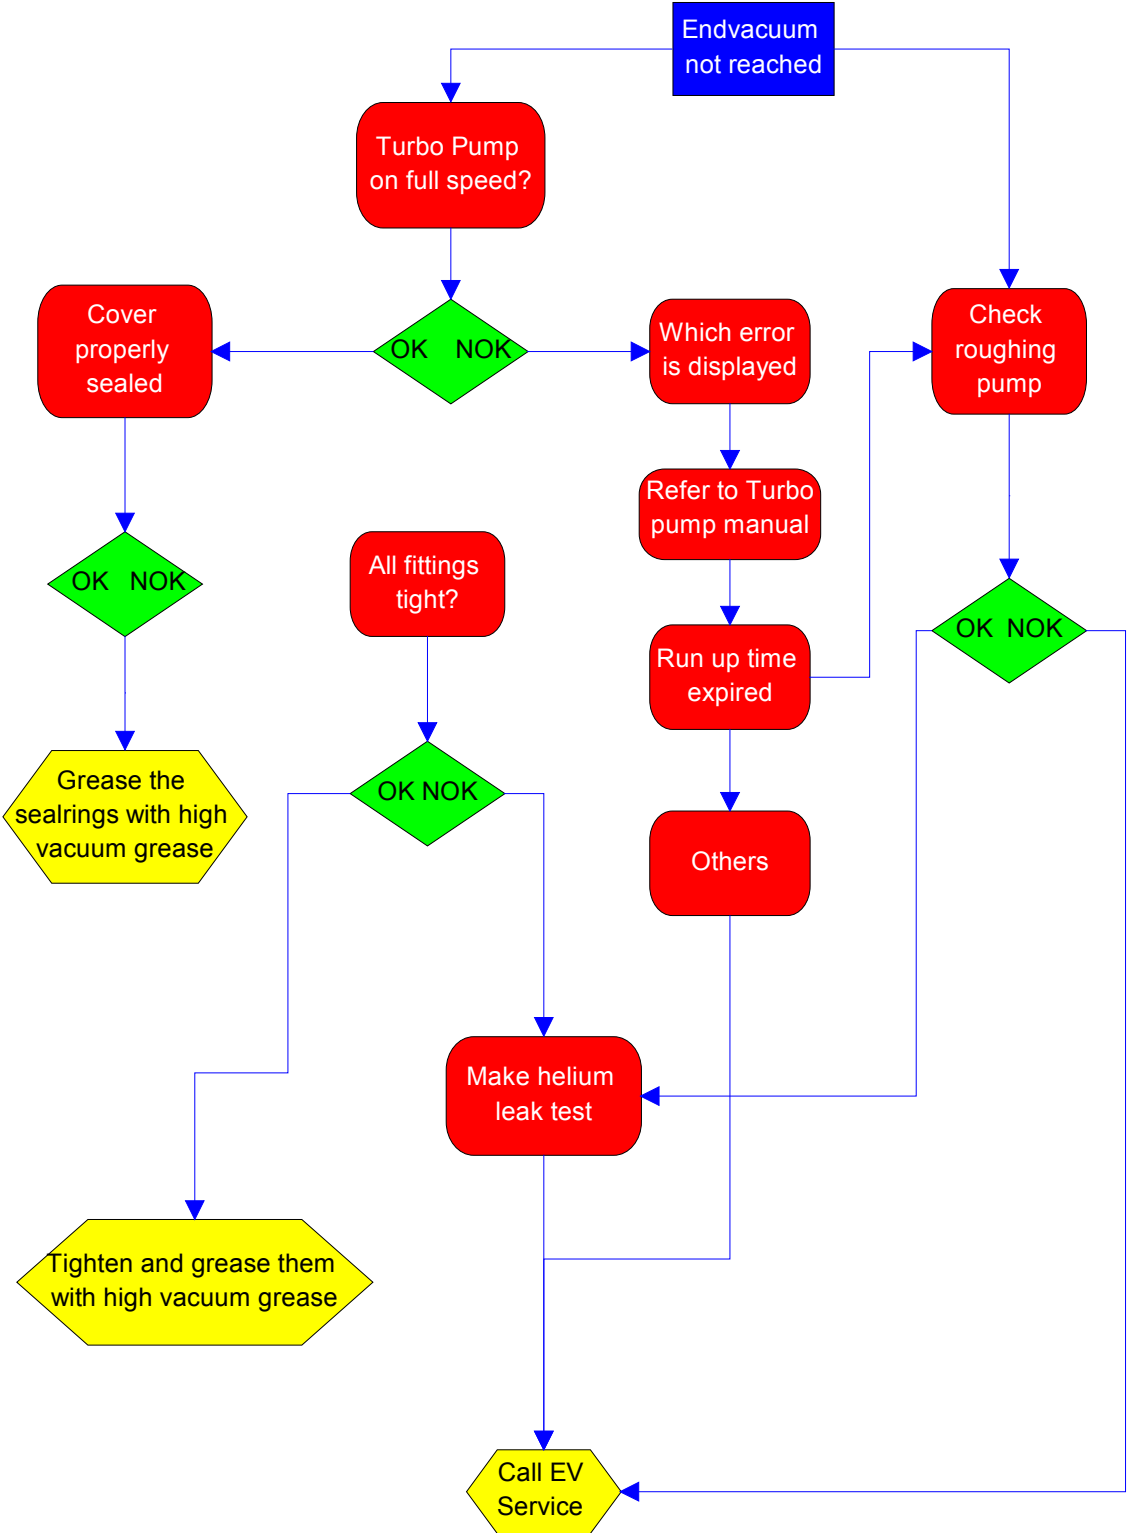 Endvacuum
not reached
Turbo Pump
on full speed?
Cover
properly
sealed
OK NOK
Which error
is displayed
Check
roughing
pump
Refer to Turbo
pump manual
All fittings
tight?
OK NOK
Run up time
expired
OK NOK
Grease the
sealrings with high
vacuum grease
OK NOK
Others
Make helium
leak test
Tighten and grease them
with high vacuum grease
Call EV
Service